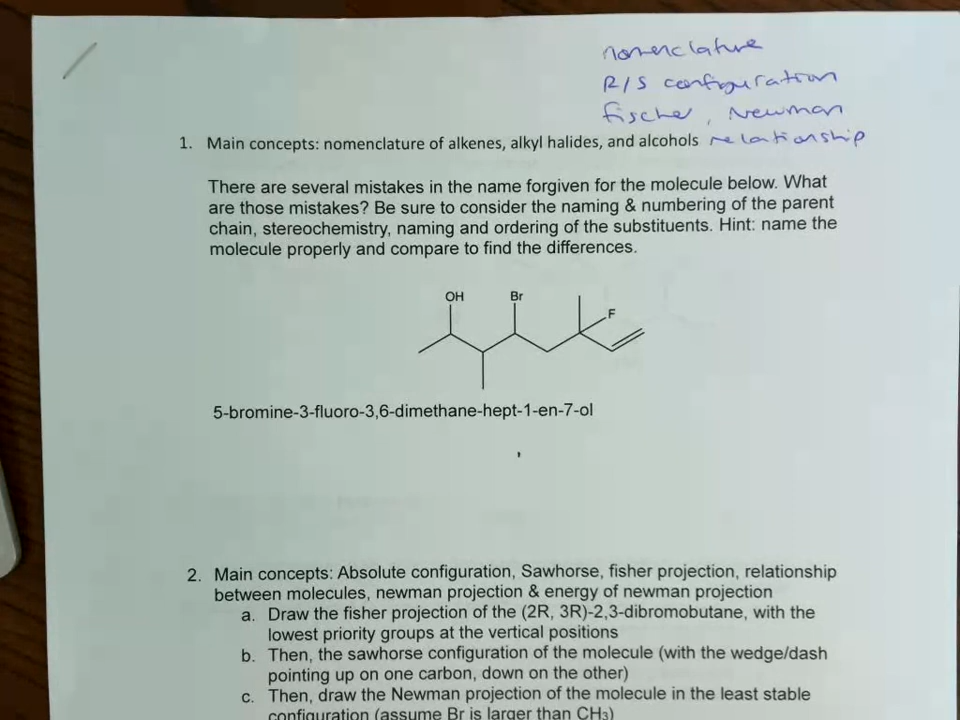 nomenclature
R/S configuration
fischer, Newman
1. Main concepts: nomenclature of alkenes, alkyl halides, and alcohols relationship
There are several mistakes in the name forgiven for the molecule below. What
are those mistakes? Be sure to consider the naming & numbering of the parent
chain, stereochemistry, naming and ordering of the substituents. Hint: name the
molecule properly and compare to find the differences.
OH Br
F
5-bromine-3-fluoro-3,6-dimethane-hept-1-en-7-ol
2. Main concepts: Absolute configuration, Sawhorse, fisher projection, relationship
between molecules, newman projection & energy of newman projection
a. Draw the fisher projection of the (2R, 3R)-2,3-dibromobutane, with the
lowest priority groups at the vertical positions
b. Then, the sawhorse configuration of the molecule (with the wedge/dash
pointing up on one carbon, down on the other)
c. Then, draw the Newman projection of the molecule in the least stable
configuration (assume Br is larger than CH₃)